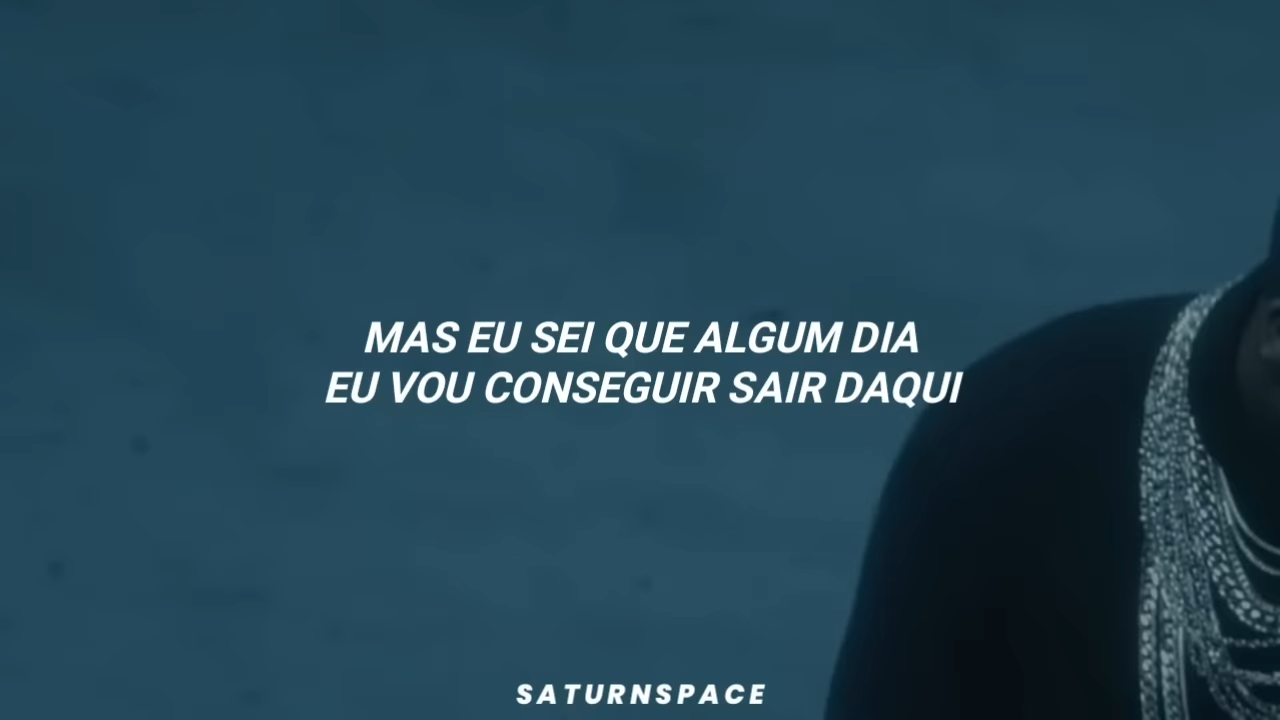 MAS EU SEI QUE ALGUM DIA
EU VOU CONSEGUIR SAIR DAQUI
SATURNSPACE